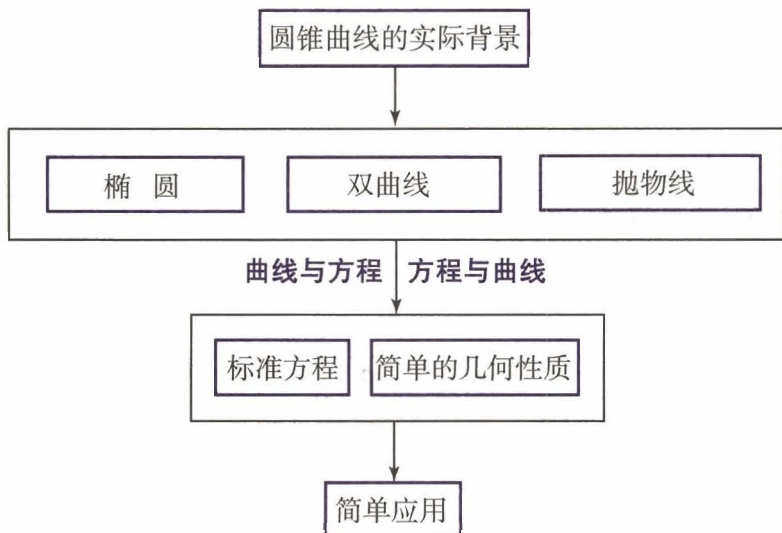 圆锥曲线的实际背景
椭 圆 双曲线 抛物线
曲线与方程 方程与曲线
标准方程 简单的几何性质
简单应用